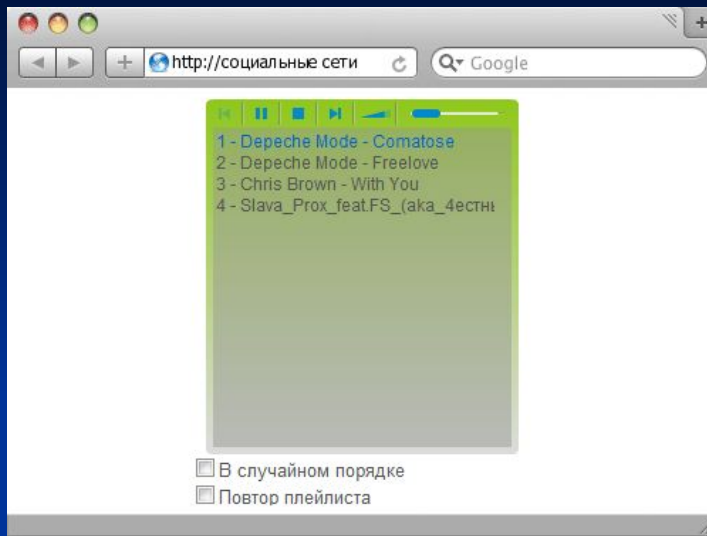 http://социальные сети
Google
1 - Depeche Mode - Comatose
2 - Depeche Mode - Freelove
3 - Chris Brown - With You
4 - Slava_Prox_feat.FS_(aka_4естны
В случайном порядке
Повтор плейлиста